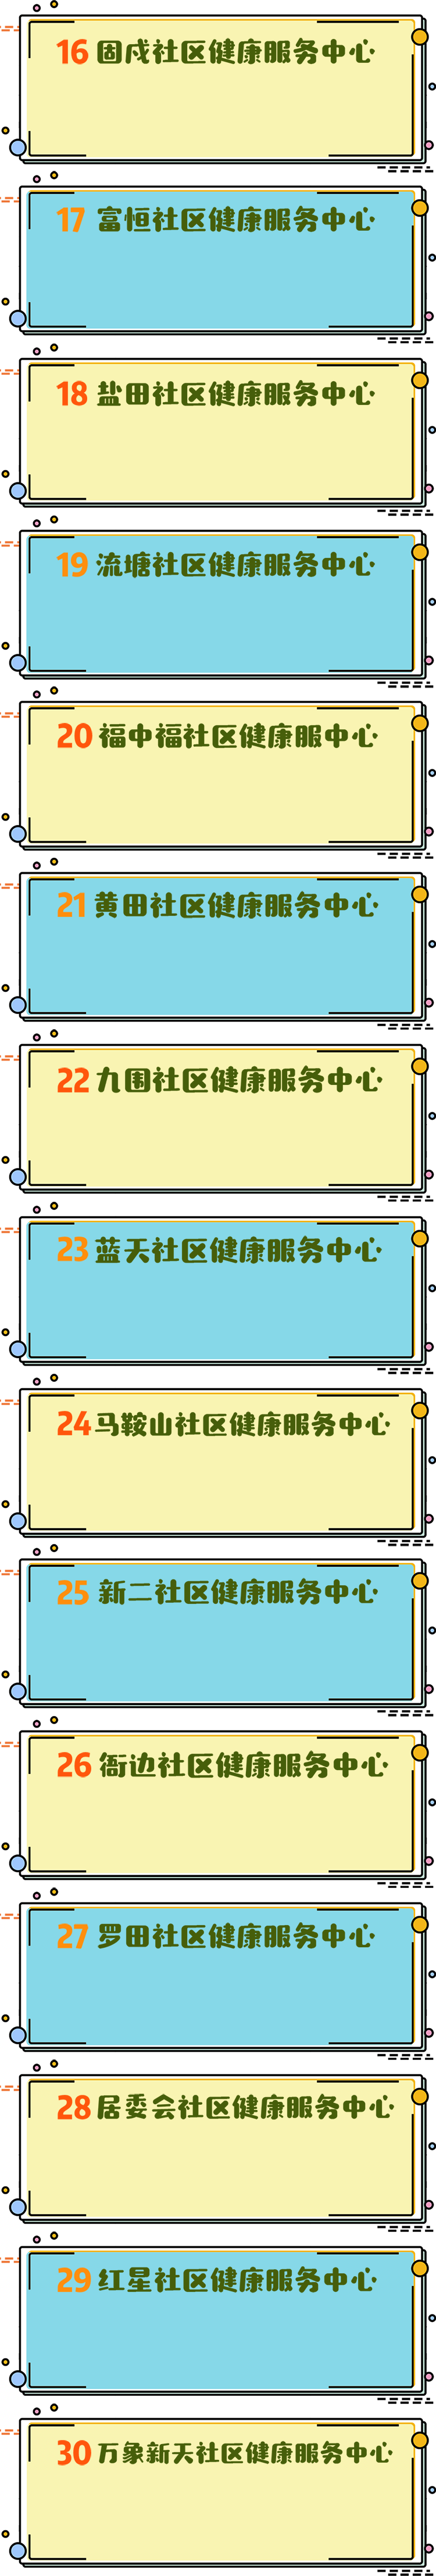 16 固戍社区健康服务中心
17 富恒社区健康服务中心
18 盐田社区健康服务中心
19 流塘社区健康服务中心
20 福中福社区健康服中心
21 黄田社区健康服务中心
22 九围社区健康服务中心
23 蓝天社区健康服务中心
24 马鞍山社区健康服务中心
25 新二社区健康服务中心
26 衙边社区健康服务中心
27 罗田社区健康服务中心
28 居委会社区健康服务中心
29 红星社区健康服务中心
30 万象新天社区健康服务中心